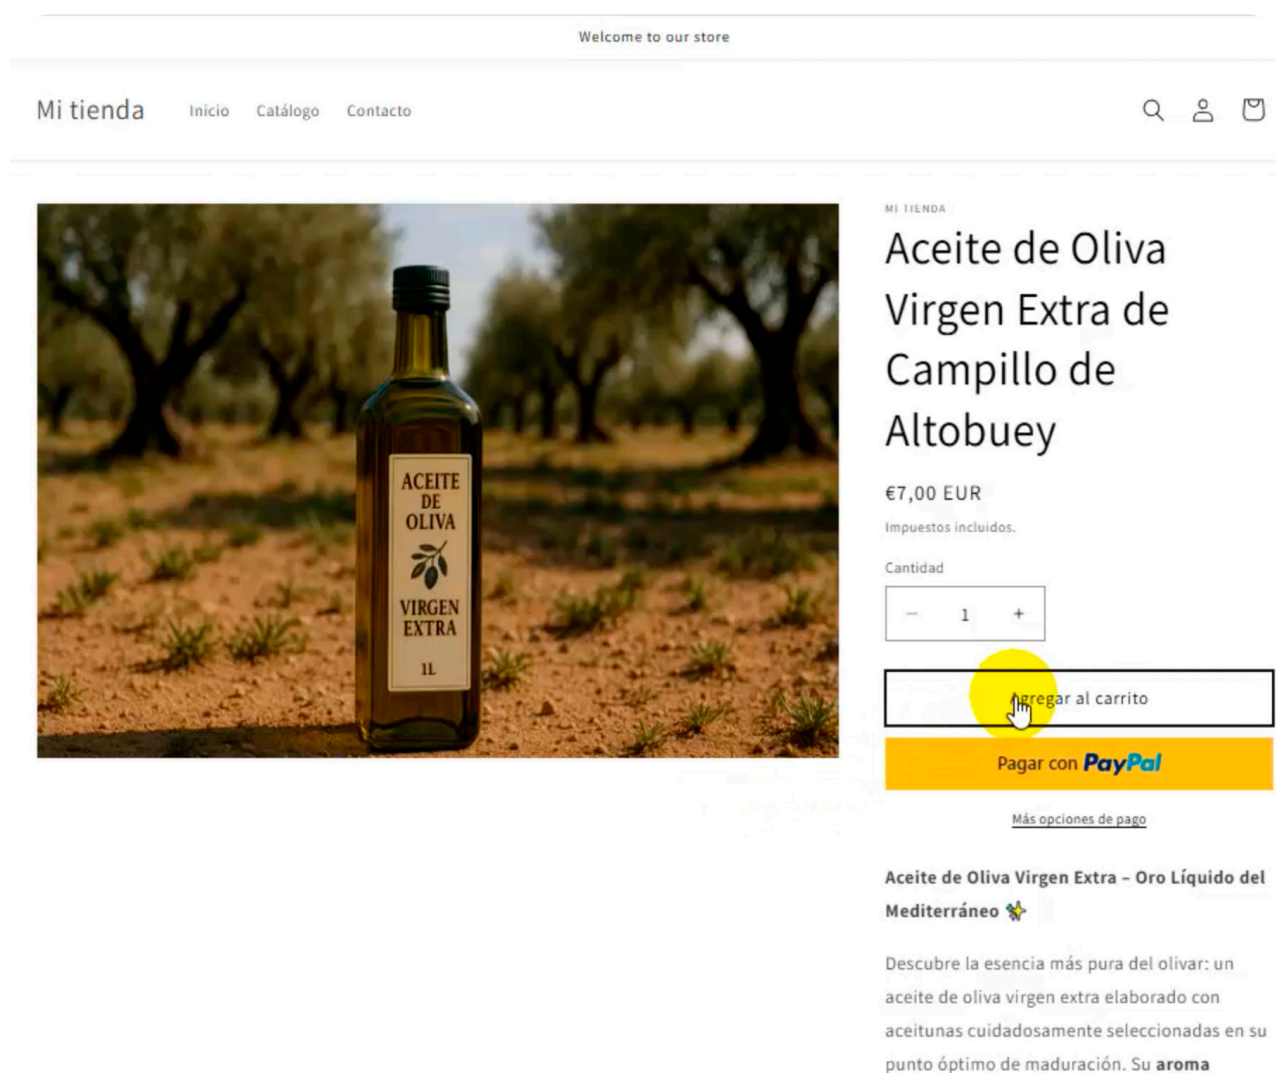 Welcome to our store
Mi tienda
Inicio
Catálogo
Contacto
ACEITE
DE
OLIVA
VIRGEN
EXTRA
1L
MI TIENDA
Aceite de Oliva
Virgen Extra de
Campillo de
Altobuey
€7,00 EUR
Impuestos incluidos.
Cantidad
− 1 +
Agregar al carrito
Pagar con PayPal
Más opciones de pago
Aceite de Oliva Virgen Extra – Oro Líquido del
Mediterráneo ✨
Descubre la esencia más pura del olivar: un
aceite de oliva virgen extra elaborado con
aceitunas cuidadosamente seleccionadas en su
punto óptimo de maduración. Su aroma